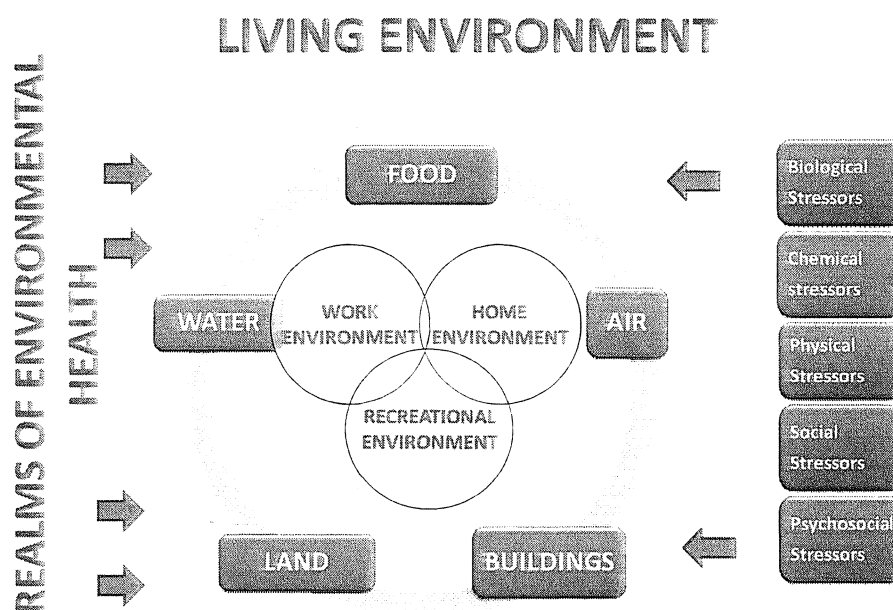 LIVING ENVIRONMENT
REALMS OF ENVIRONMENTAL
HEALTH
FOOD
WATER
WORK
ENVIRONMENT
HOME
ENVIRONMENT
AIR
RECREATIONAL
ENVIRONMENT
LAND
BUILDINGS
Biological
Stressors
Chemical
stressors
Physical
Stressors
Social
Stressors
Psychosocial
Stressors